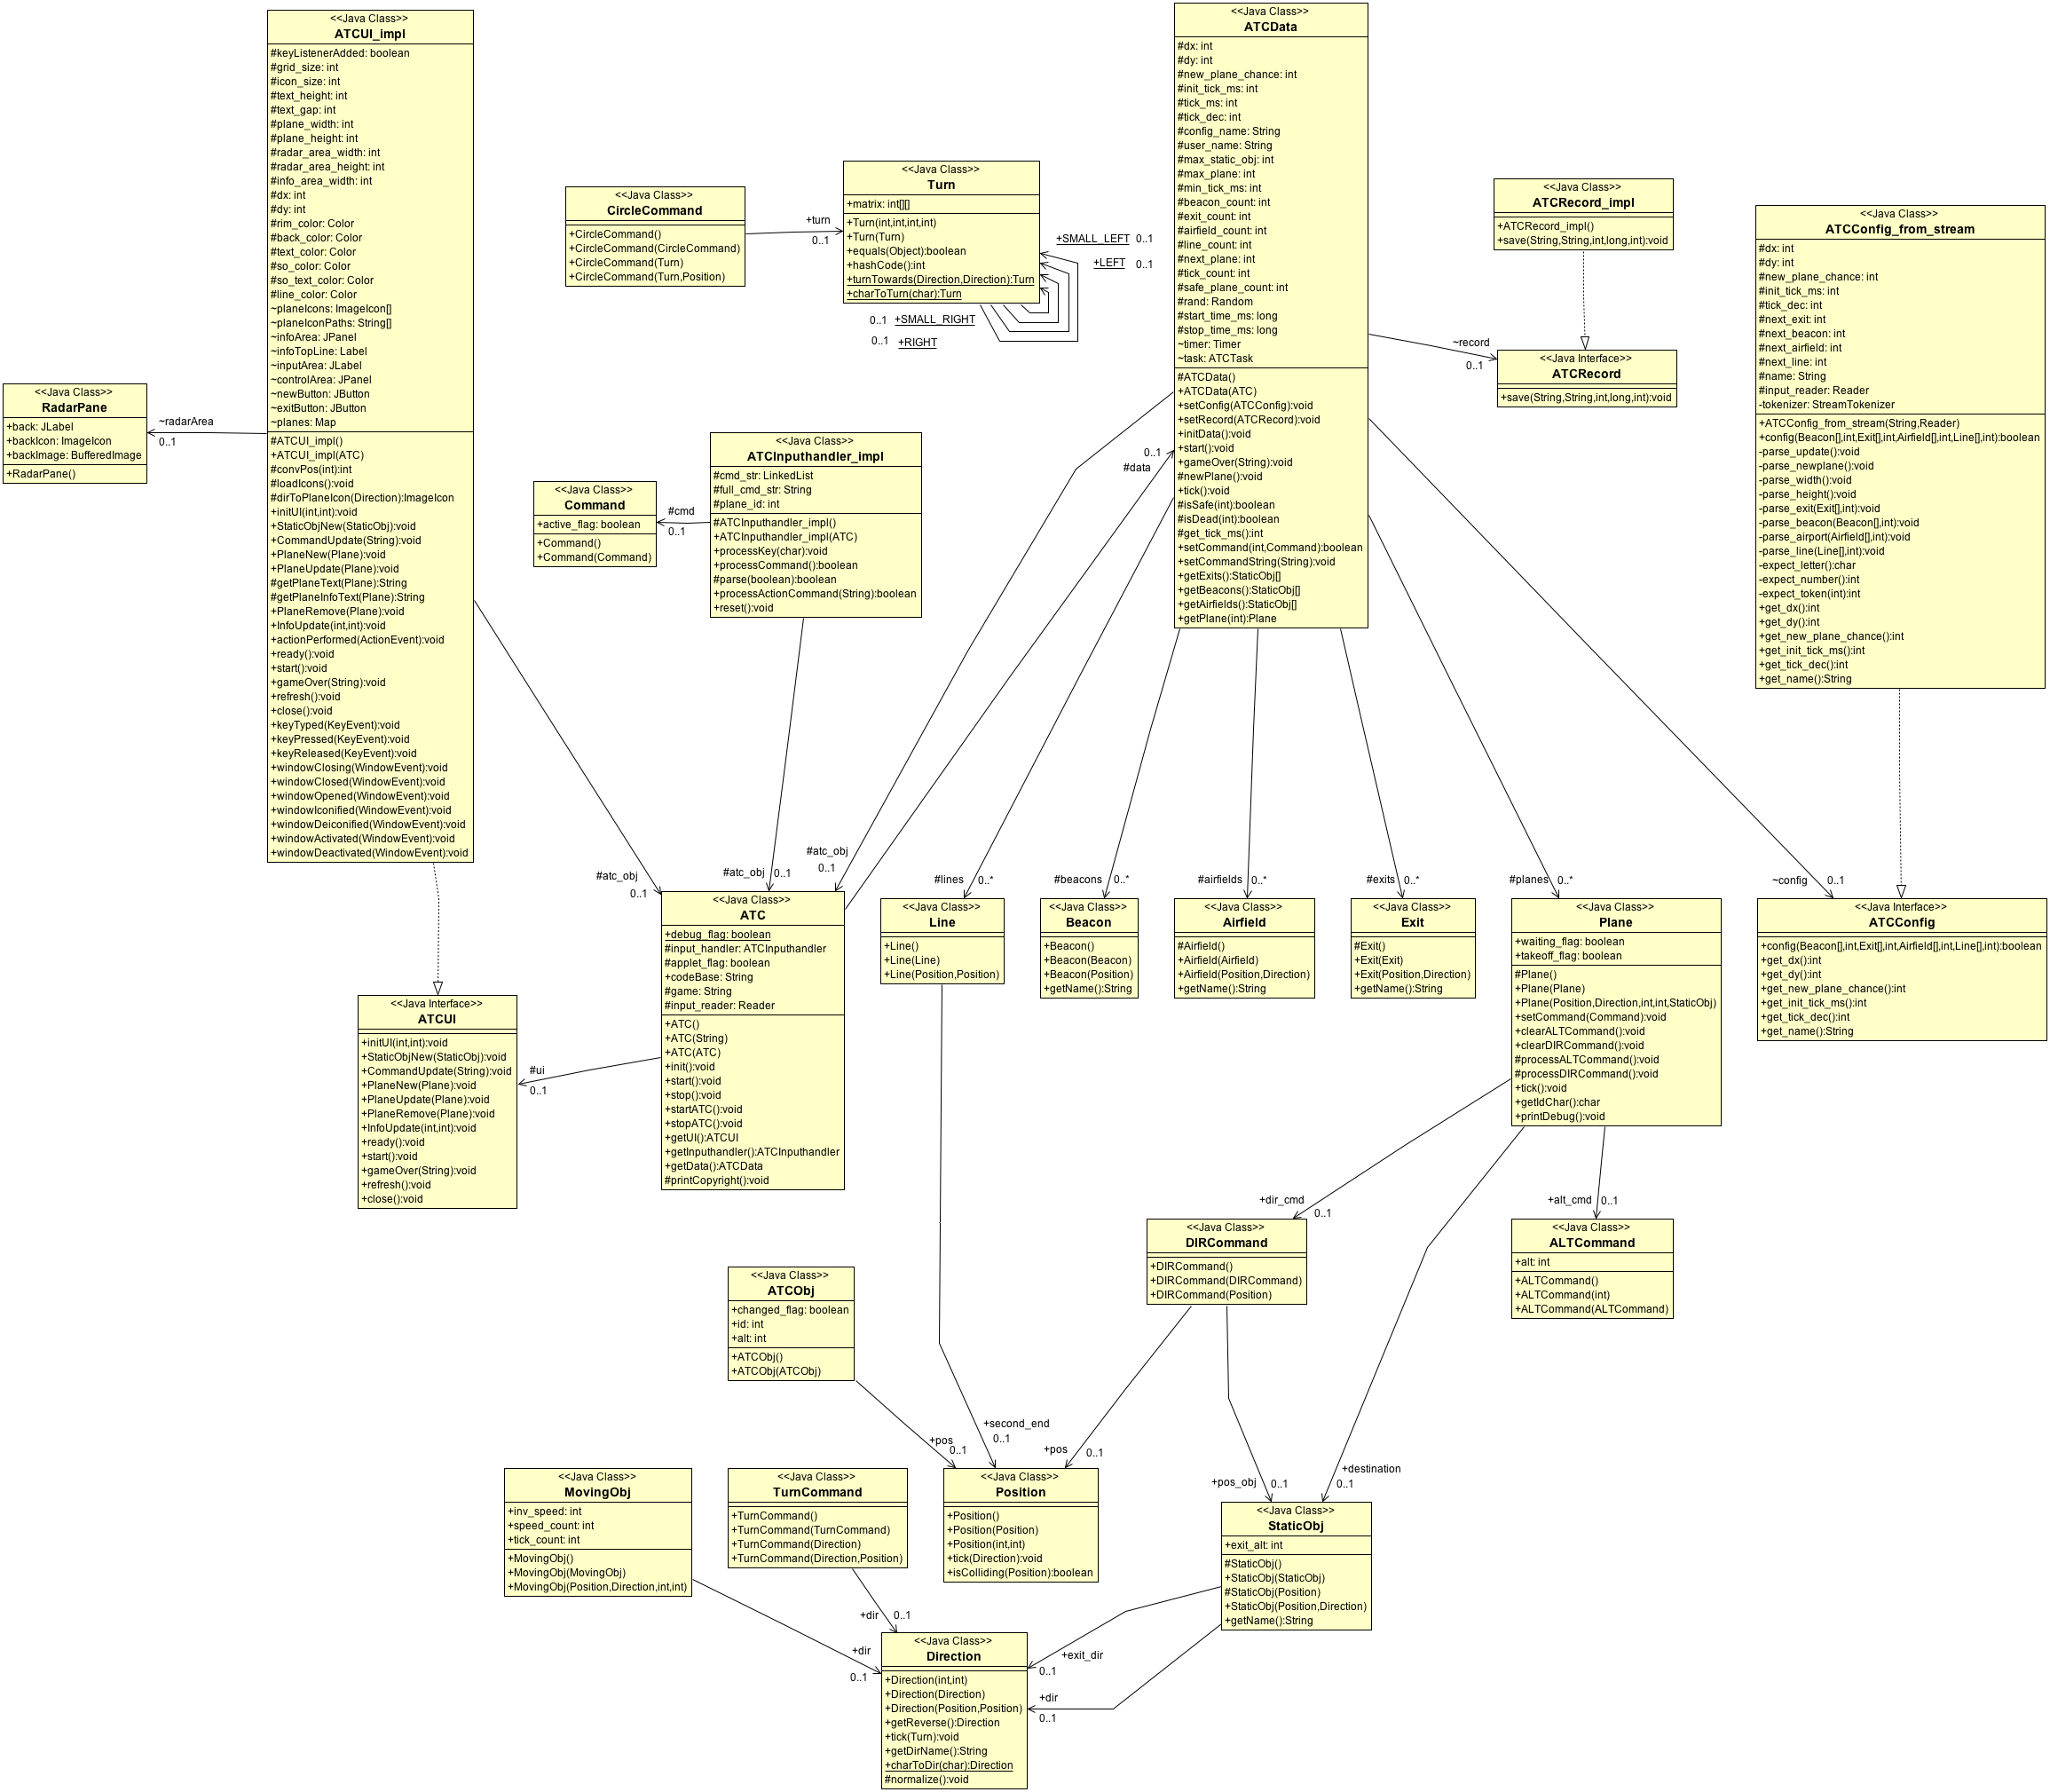 <<Java Class>>
ATCUI_impl
#keyListenerAdded: boolean
#grid_size: int
#icon_size: int
#text_height: int
#text_gap: int
#plane_width: int
#plane_height: int
#radar_area_width: int
#radar_area_height: int
#info_area_width: int
#dx: int
#dy: int
#rim_color: Color
#back_color: Color
#text_color: Color
#so_color: Color
#so_text_color: Color
#line_color: Color
~planeIcons: ImageIcon[]
~planeIconPaths: String[]
~infoArea: JPanel
~infoTopLine: Label
~inputArea: JLabel
~controlArea: JPanel
~newButton: JButton
~exitButton: JButton
~planes: Map
#ATCUI_impl()
+ATCUI_impl(ATC)
#convPos(int):int
#loadIcons():void
#dirToPlaneIcon(Direction):ImageIcon
+initUI(int,int):void
+StaticObjNew(StaticObj):void
+CommandUpdate(String):void
+PlaneNew(Plane):void
+PlaneUpdate(Plane):void
#getPlaneText(Plane):String
#getPlaneInfoText(Plane):String
+PlaneRemove(Plane):void
+InfoUpdate(int,int):void
+actionPerformed(ActionEvent):void
+ready():void
+start():void
+gameOver(String):void
+refresh():void
+close():void
+keyTyped(KeyEvent):void
+keyPressed(KeyEvent):void
+keyReleased(KeyEvent):void
+windowClosing(WindowEvent):void
+windowClosed(WindowEvent):void
+windowOpened(WindowEvent):void
+windowIconified(WindowEvent):void
+windowDeiconified(WindowEvent):void
+windowActivated(WindowEvent):void
+windowDeactivated(WindowEvent):void
<<Java Class>>
RadarPane
+back: JLabel
+backIcon: ImageIcon
+backImage: BufferedImage
+RadarPane()
~radarArea
0..1
<<Java Class>>
CircleCommand
+CircleCommand()
+CircleCommand(CircleCommand)
+CircleCommand(Turn)
+CircleCommand(Turn,Position)
+turn
0..1
<<Java Class>>
Turn
+matrix: int[][]
+Turn(int,int,int,int)
+Turn(Turn)
+equals(Object):boolean
+hashCode():int
+turnTowards(Direction,Direction):Turn
+charToTurn(char):Turn
+SMALL_LEFT 0..1
+LEFT 0..1
0..1 +SMALL_RIGHT
0..1 +RIGHT
<<Java Class>>
ATCData
#dx: int
#dy: int
#new_plane_chance: int
#init_tick_ms: int
#tick_ms: int
#tick_dec: int
#config_name: String
#user_name: String
#max_static_obj: int
#max_plane: int
#min_tick_ms: int
#beacon_count: int
#exit_count: int
#airfield_count: int
#line_count: int
#next_plane: int
#tick_count: int
#safe_plane_count: int
#rand: Random
#start_time_ms: long
#stop_time_ms: long
~timer: Timer
~task: ATCTask
#ATCData()
+ATCData(ATC)
+setConfig(ATCConfig):void
+setRecord(ATCRecord):void
+initData():void
+start():void
+gameOver(String):void
#newPlane():void
+tick():void
#isSafe(int):boolean
#isDead(int):boolean
#get_tick_ms():int
+setCommand(int,Command):boolean
+setCommandString(String):void
+getExits():StaticObj[]
+getBeacons():StaticObj[]
+getAirfields():StaticObj[]
+getPlane(int):Plane
<<Java Class>>
ATCRecord_impl
+ATCRecord_impl()
+save(String,String,int,long,int):void
~record
0..1
<<Java Interface>>
ATCRecord
+save(String,String,int,long,int):void
<<Java Class>>
ATCConfig_from_stream
#dx: int
#dy: int
#new_plane_chance: int
#init_tick_ms: int
#tick_dec: int
#next_exit: int
#next_beacon: int
#next_airfield: int
#next_line: int
#name: String
#input_reader: Reader
-tokenizer: StreamTokenizer
+ATCConfig_from_stream(String,Reader)
+config(Beacon[],int,Exit[],int,Airfield[],int,Line[],int):boolean
-parse_update():void
-parse_newplane():void
-parse_width():void
-parse_height():void
-parse_exit(Exit[],int):void
-parse_beacon(Beacon[],int):void
-parse_airport(Airfield[],int):void
-parse_line(Line[],int):void
-expect_letter():char
-expect_number():int
-expect_token(int):int
+get_dx():int
+get_dy():int
+get_new_plane_chance():int
+get_init_tick_ms():int
+get_tick_dec():int
+get_name():String
<<Java Class>>
ATCInputhandler_impl
#cmd_str: LinkedList
#full_cmd_str: String
#plane_id: int
#ATCInputhandler_impl()
+ATCInputhandler_impl(ATC)
+processKey(char):void
+processCommand():boolean
#parse(boolean):boolean
+processActionCommand(String):boolean
+reset():void
<<Java Class>>
Command
+active_flag: boolean
+Command()
+Command(Command)
#cmd
0..1
0..1
#data
#atc_obj
0..1
#atc_obj 0..1
#atc_obj
0..1
#lines 0..*
#beacons 0..*
#airfields 0..*
#exits 0..*
#planes 0..*
~config 0..1
<<Java Class>>
ATC
+debug_flag: boolean
#input_handler: ATCInputhandler
#applet_flag: boolean
+codeBase: String
#game: String
#input_reader: Reader
+ATC()
+ATC(String)
+ATC(ATC)
+init():void
+start():void
+stop():void
+startATC():void
+stopATC():void
+getUI():ATCUI
+getInputhandler():ATCInputhandler
+getData():ATCData
#printCopyright():void
<<Java Class>>
Line
+Line()
+Line(Line)
+Line(Position,Position)
<<Java Class>>
Beacon
+Beacon()
+Beacon(Beacon)
+Beacon(Position)
+getName():String
<<Java Class>>
Airfield
#Airfield()
+Airfield(Airfield)
+Airfield(Position,Direction)
+getName():String
<<Java Class>>
Exit
#Exit()
+Exit(Exit)
+Exit(Position,Direction)
+getName():String
<<Java Class>>
Plane
+waiting_flag: boolean
+takeoff_flag: boolean
#Plane()
+Plane(Plane)
+Plane(Position,Direction,int,int,StaticObj)
+setCommand(Command):void
+clearALTCommand():void
+clearDIRCommand():void
#processALTCommand():void
#processDIRCommand():void
+tick():void
+getIdChar():char
+printDebug():void
<<Java Interface>>
ATCConfig
+config(Beacon[],int,Exit[],int,Airfield[],int,Line[],int):boolean
+get_dx():int
+get_dy():int
+get_new_plane_chance():int
+get_init_tick_ms():int
+get_tick_dec():int
+get_name():String
<<Java Interface>>
ATCUI
+initUI(int,int):void
+StaticObjNew(StaticObj):void
+CommandUpdate(String):void
+PlaneNew(Plane):void
+PlaneUpdate(Plane):void
+PlaneRemove(Plane):void
+InfoUpdate(int,int):void
+ready():void
+start():void
+gameOver(String):void
+refresh():void
+close():void
#ui
0..1
+dir_cmd
0..1
+alt_cmd 0..1
<<Java Class>>
DIRCommand
+DIRCommand()
+DIRCommand(DIRCommand)
+DIRCommand(Position)
<<Java Class>>
ALTCommand
+alt: int
+ALTCommand()
+ALTCommand(int)
+ALTCommand(ALTCommand)
<<Java Class>>
ATCObj
+changed_flag: boolean
+id: int
+alt: int
+ATCObj()
+ATCObj(ATCObj)
+pos
0..1
+second_end
0..1
+pos 0..1
+pos_obj 0..1
+destination
0..1
<<Java Class>>
MovingObj
+inv_speed: int
+speed_count: int
+tick_count: int
+MovingObj()
+MovingObj(MovingObj)
+MovingObj(Position,Direction,int,int)
<<Java Class>>
TurnCommand
+TurnCommand()
+TurnCommand(TurnCommand)
+TurnCommand(Direction)
+TurnCommand(Direction,Position)
<<Java Class>>
Position
+Position()
+Position(Position)
+Position(int,int)
+tick(Direction):void
+isColliding(Position):boolean
<<Java Class>>
StaticObj
+exit_alt: int
#StaticObj()
+StaticObj(StaticObj)
#StaticObj(Position)
+StaticObj(Position,Direction)
+getName():String
+dir 0..1
+dir
0..1
+exit_dir
0..1
+dir
0..1
<<Java Class>>
Direction
+Direction(int,int)
+Direction(Direction)
+Direction(Position,Position)
+getReverse():Direction
+tick(Turn):void
+getDirName():String
+charToDir(char):Direction
#normalize():void